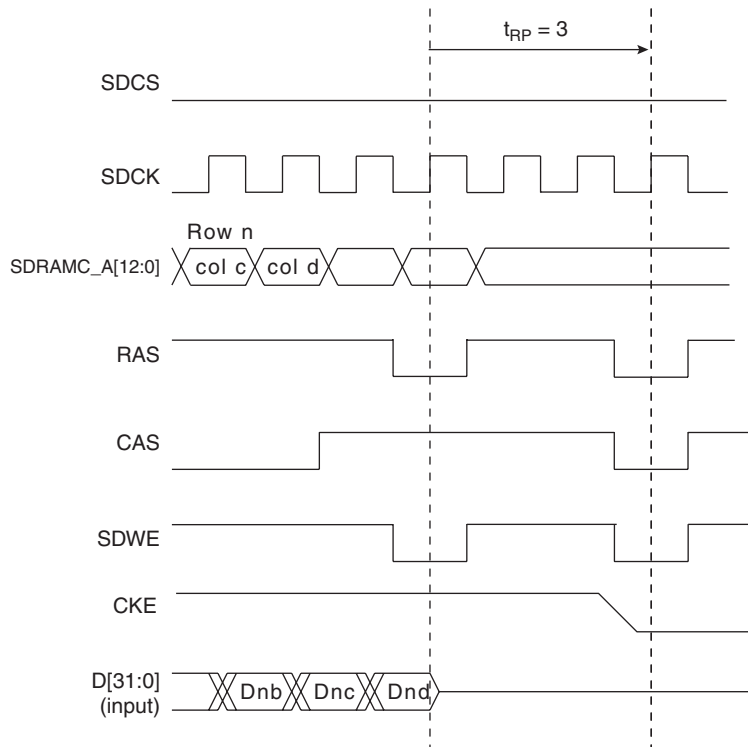 t_RP = 3
SDCS
SDCK
Row n
SDRAMC_A[12:0]
col c col d
RAS
CAS
SDWE
CKE
D[31:0]
(input)
Dnb Dnc Dnd